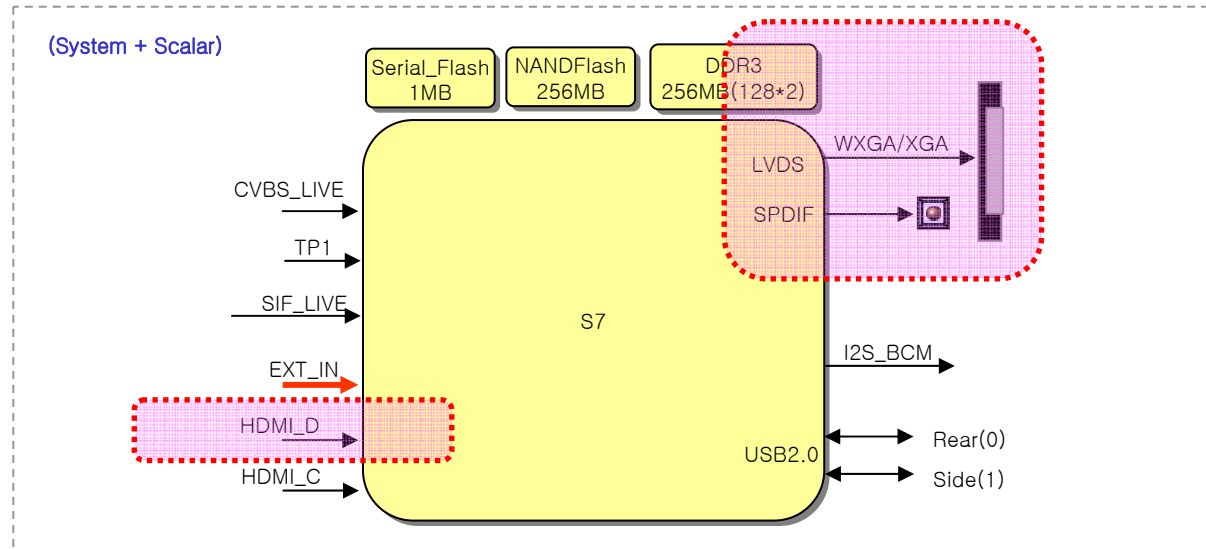 (System + Scalar)
Serial_Flash
1MB
NANDFlash
256MB
DDR3
256MB(128*2)
WXGA/XGA
LVDS
CVBS_LIVE
SPDIF
TP1
SIF_LIVE
S7
I2S_BCM
EXT_IN
HDMI_D
Rear(0)
USB2.0
HDMI_C
Side(1)